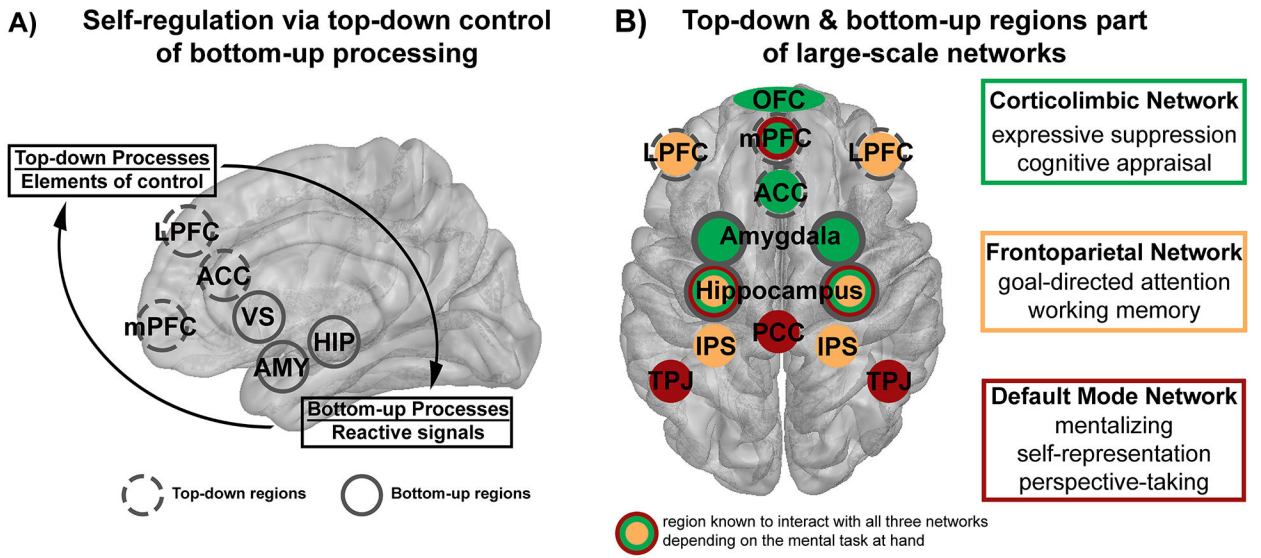 A)
Self-regulation via top-down control
of bottom-up processing
Top-down Processes
Elements of control
LPFC
ACC
VS
mPFC
HIP
AMY
Bottom-up Processes
Reactive signals
Top-down regions
Bottom-up regions
B)
Top-down & bottom-up regions part
of large-scale networks
OFC
mPFC
LPFC
LPFC
ACC
Amygdala
Hippocampus
PCC
IPS
IPS
TPJ
TPJ
Corticolimbic Network
expressive suppression
cognitive appraisal
Frontoparietal Network
goal-directed attention
working memory
Default Mode Network
mentalizing
self-representation
perspective-taking
region known to interact with all three networks
depending on the mental task at hand